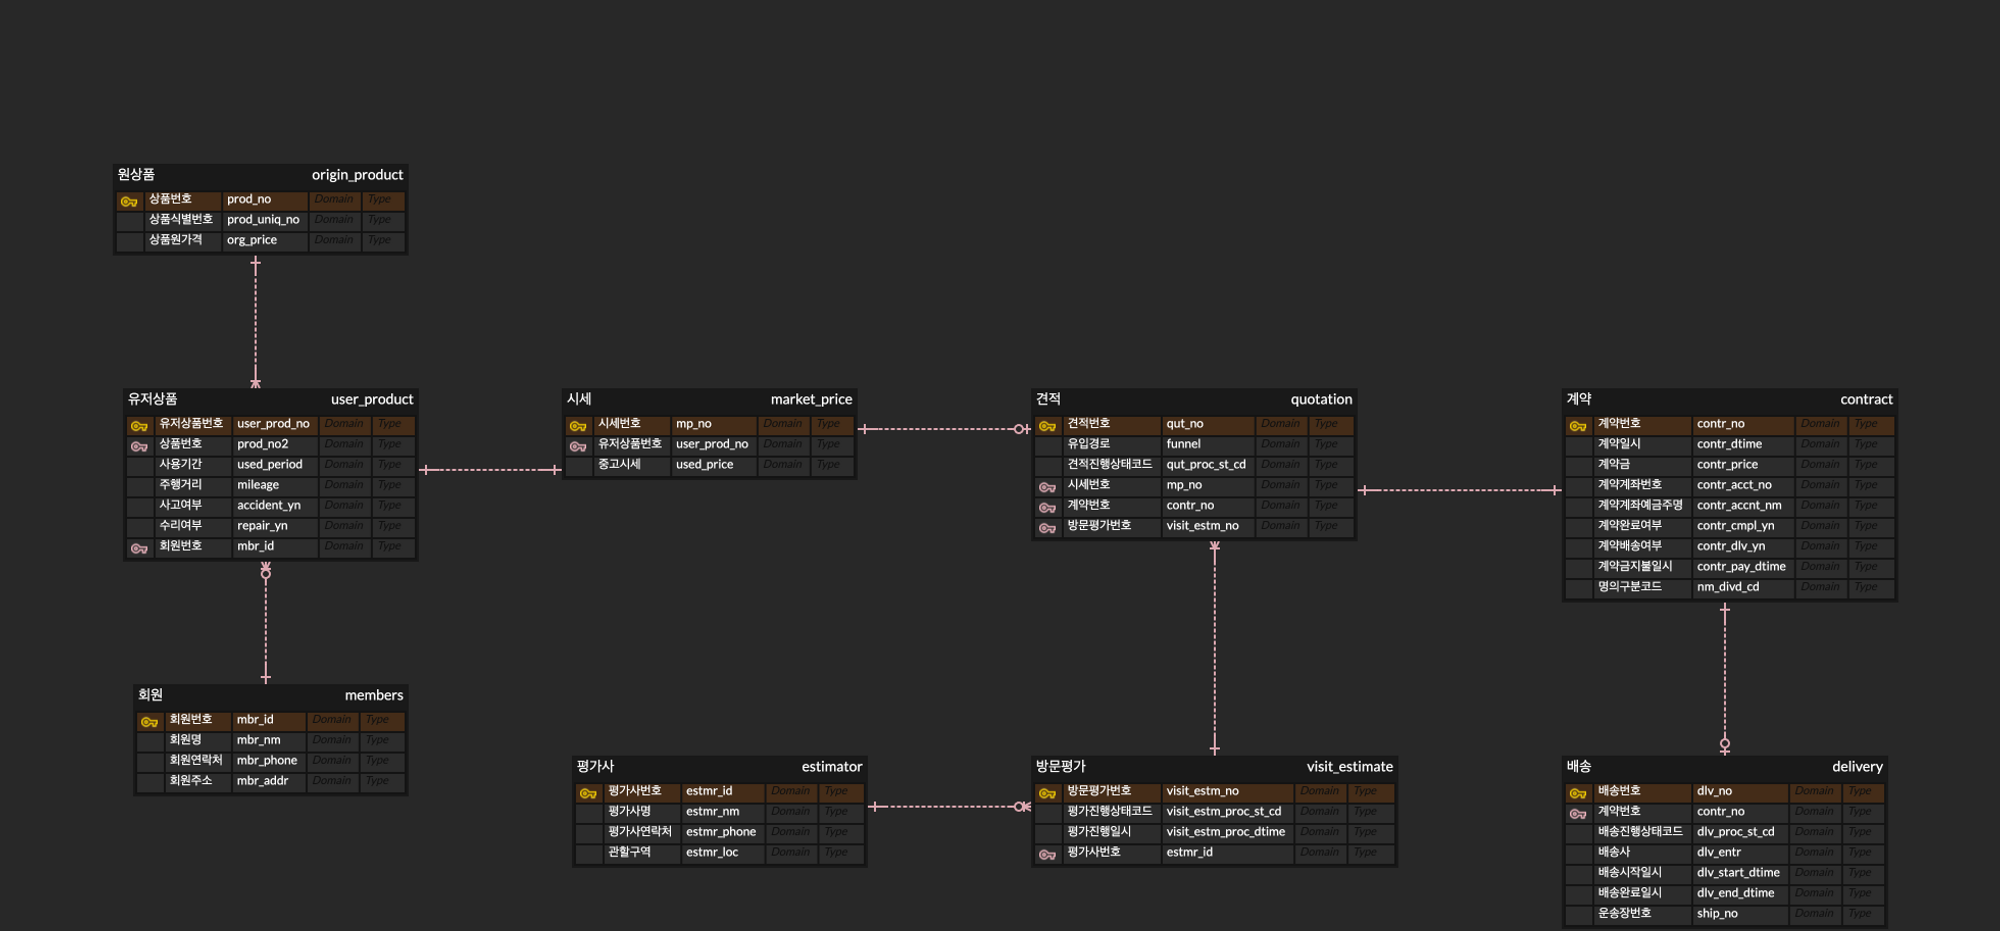 원상품 origin_product
상품번호 prod_no Domain Type
상품식별번호 prod_uniq_no Domain Type
상품원가격 org_price Domain Type
유저상품 user_product
유저상품번호 user_prod_no Domain Type
상품번호 prod_no2 Domain Type
사용기간 used_period Domain Type
주행거리 mileage Domain Type
사고여부 accident_yn Domain Type
수리여부 repair_yn Domain Type
회원번호 mbr_id Domain Type
시세 market_price
시세번호 mp_no Domain Type
유저상품번호 user_prod_no Domain Type
중고시세 used_price Domain Type
견적 quotation
견적번호 qut_no Domain Type
유입경로 funnel Domain Type
견적진행상태코드 qut_proc_st_cd Domain Type
시세번호 mp_no Domain Type
계약번호 contr_no Domain Type
방문평가번호 visit_estm_no Domain Type
계약 contract
계약번호 contr_no Domain Type
계약일시 contr_dtime Domain Type
계약금 contr_price Domain Type
계약계좌번호 contr_acct_no Domain Type
계약계좌예금주명 contr_accnt_nm Domain Type
계약완료여부 contr_cmpl_yn Domain Type
계약배송여부 contr_dlv_yn Domain Type
계약금지불일시 contr_pay_dtime Domain Type
명의구분코드 nm_divd_cd Domain Type
회원 members
회원번호 mbr_id Domain Type
회원명 mbr_nm Domain Type
회원연락처 mbr_phone Domain Type
회원주소 mbr_addr Domain Type
평가사 estimator
평가사번호 estmr_id Domain Type
평가사명 estmr_nm Domain Type
평가사연락처 estmr_phone Domain Type
관할구역 estmr_loc Domain Type
방문평가 visit_estimate
방문평가번호 visit_estm_no Domain Type
평가진행상태코드 visit_estm_proc_st_cd Domain Type
평가진행일시 visit_estm_proc_dtime Domain Type
평가사번호 estmr_id Domain Type
배송 delivery
배송번호 dlv_no Domain Type
계약번호 contr_no Domain Type
배송진행상태코드 dlv_proc_st_cd Domain Type
배송사 dlv_entr Domain Type
배송시작일시 dlv_start_dtime Domain Type
배송완료일시 dlv_end_dtime Domain Type
운송장번호 ship_no Domain Type